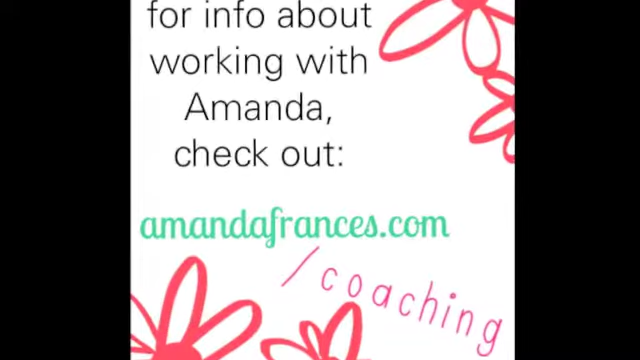 for info about
working with
Amanda,
check out:
amandafrances.com
/coaching